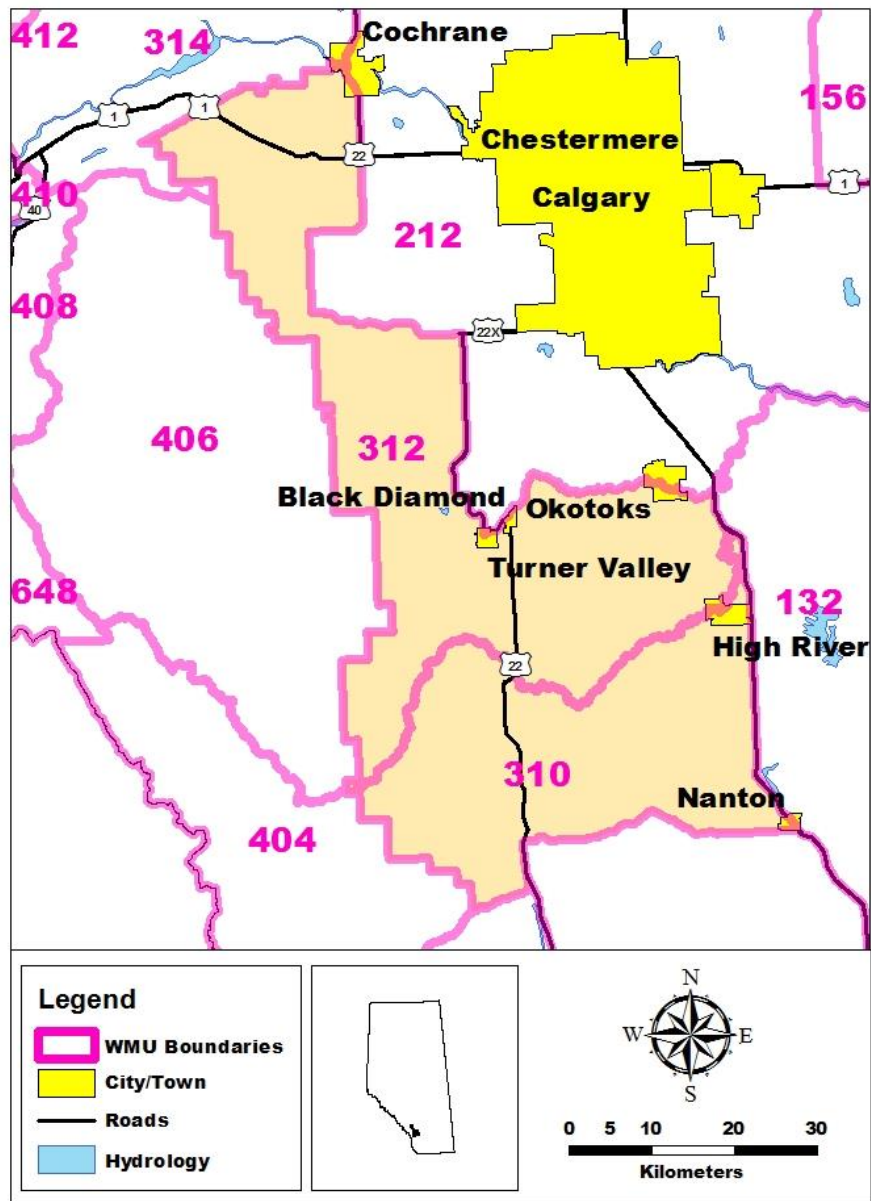 Cochrane
412
314
156
1
1
Chestermere
22
1
410
Calgary
40
212
408
22X
406
312
Black Diamond
Okotoks
Turner Valley
648
132
High River
22
310
Nanton
404
Legend
WMU Boundaries
City/Town
Roads
Hydrology
N
W
E
S
0 5 10 20 30
Kilometers